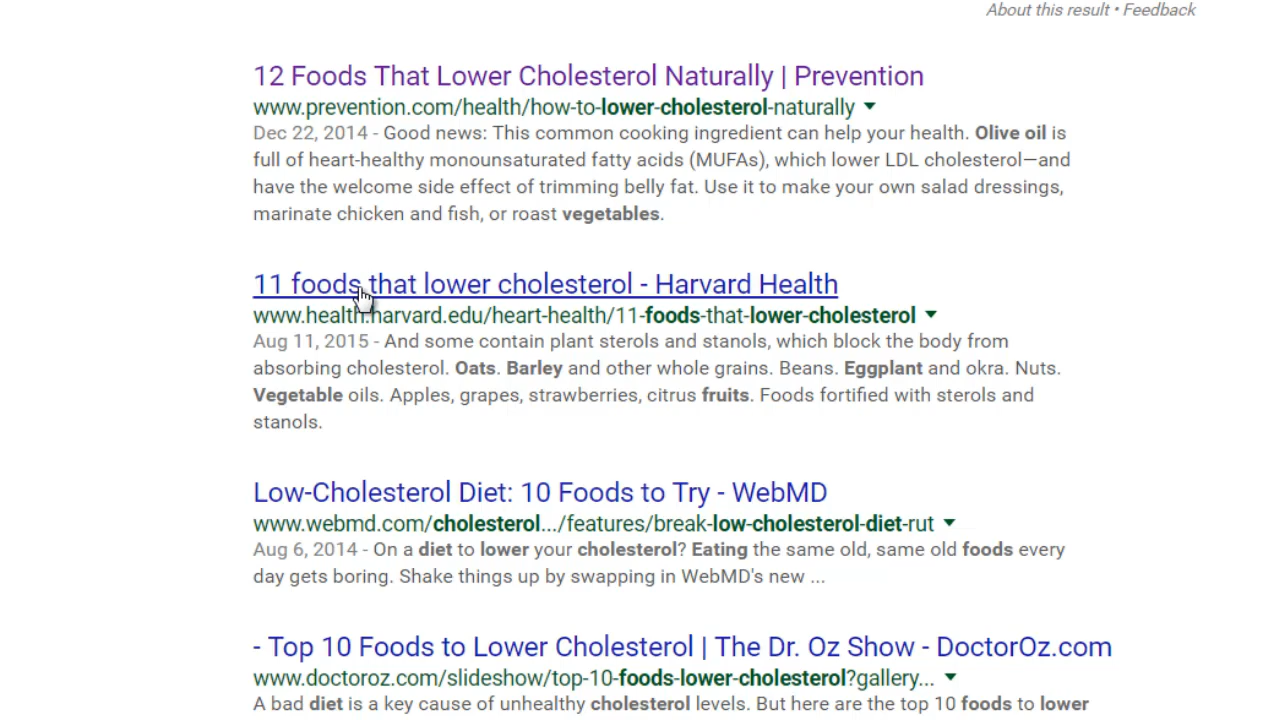 About this result • Feedback
12 Foods That Lower Cholesterol Naturally | Prevention
www.prevention.com/health/how-to-lower-cholesterol-naturally
Dec 22, 2014 - Good news: This common cooking ingredient can help your health. Olive oil is
full of heart-healthy monounsaturated fatty acids (MUFAs), which lower LDL cholesterol—and
have the welcome side effect of trimming belly fat. Use it to make your own salad dressings,
marinate chicken and fish, or roast vegetables.
11 foods that lower cholesterol - Harvard Health
www.health.harvard.edu/heart-health/11-foods-that-lower-cholesterol
Aug 11, 2015 - And some contain plant sterols and stanols, which block the body from
absorbing cholesterol. Oats. Barley and other whole grains. Beans. Eggplant and okra. Nuts.
Vegetable oils. Apples, grapes, strawberries, citrus fruits. Foods fortified with sterols and
stanols.
Low-Cholesterol Diet: 10 Foods to Try - WebMD
www.webmd.com/cholesterol.../features/break-low-cholesterol-diet-rut
Aug 6, 2014 - On a diet to lower your cholesterol? Eating the same old, same old foods every
day gets boring. Shake things up by swapping in WebMD's new ...
- Top 10 Foods to Lower Cholesterol | The Dr. Oz Show - DoctorOz.com
www.doctoroz.com/slideshow/top-10-foods-lower-cholesterol?gallery...
A bad diet is a key cause of unhealthy cholesterol levels. But here are the top 10 foods to lower